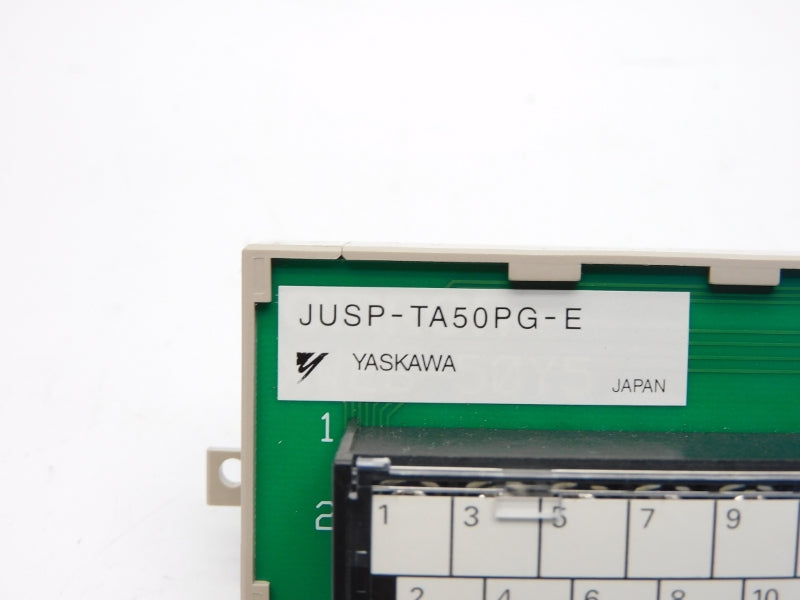 JUSP-TA50PG-E
YASKAWA
JAPAN
1
2
1 3 5 7 9
2 4 6 8 10